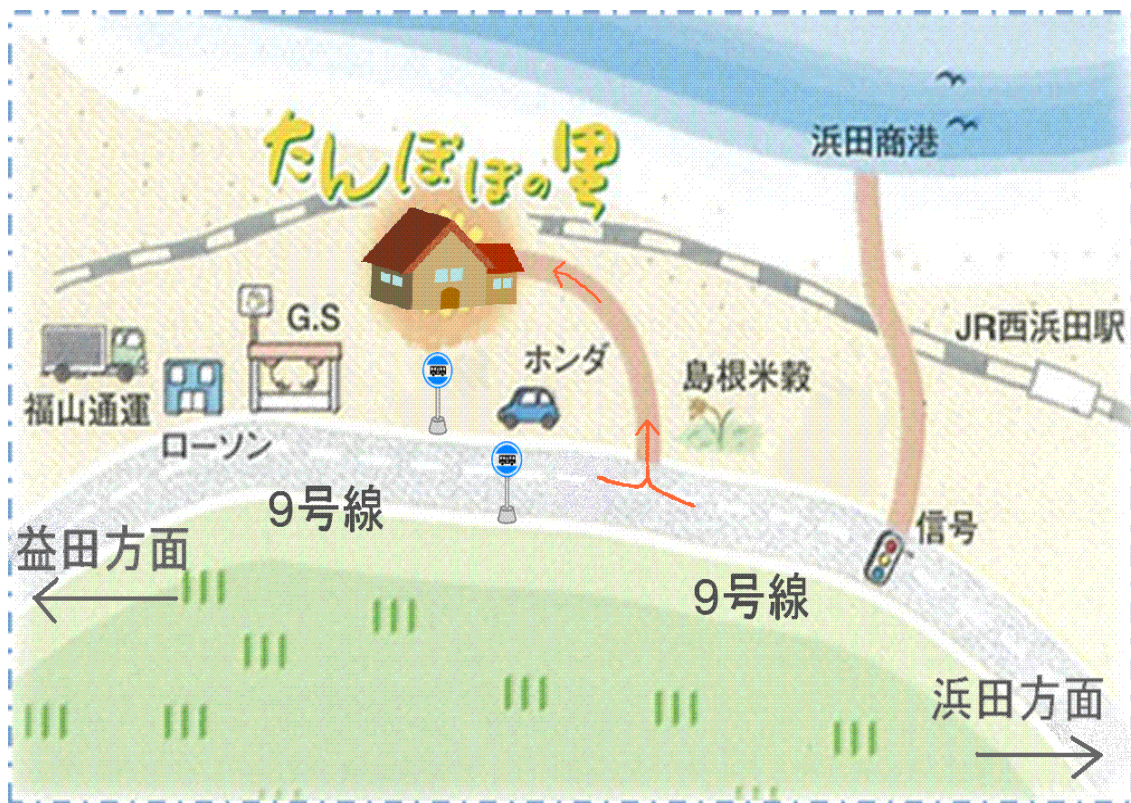 浜田商港
たんぽぽの里
G.S
JR西浜田駅
ホンダ
島根米穀
福山通運
ローソン
9号線
信号
益田方面
9号線
浜田方面